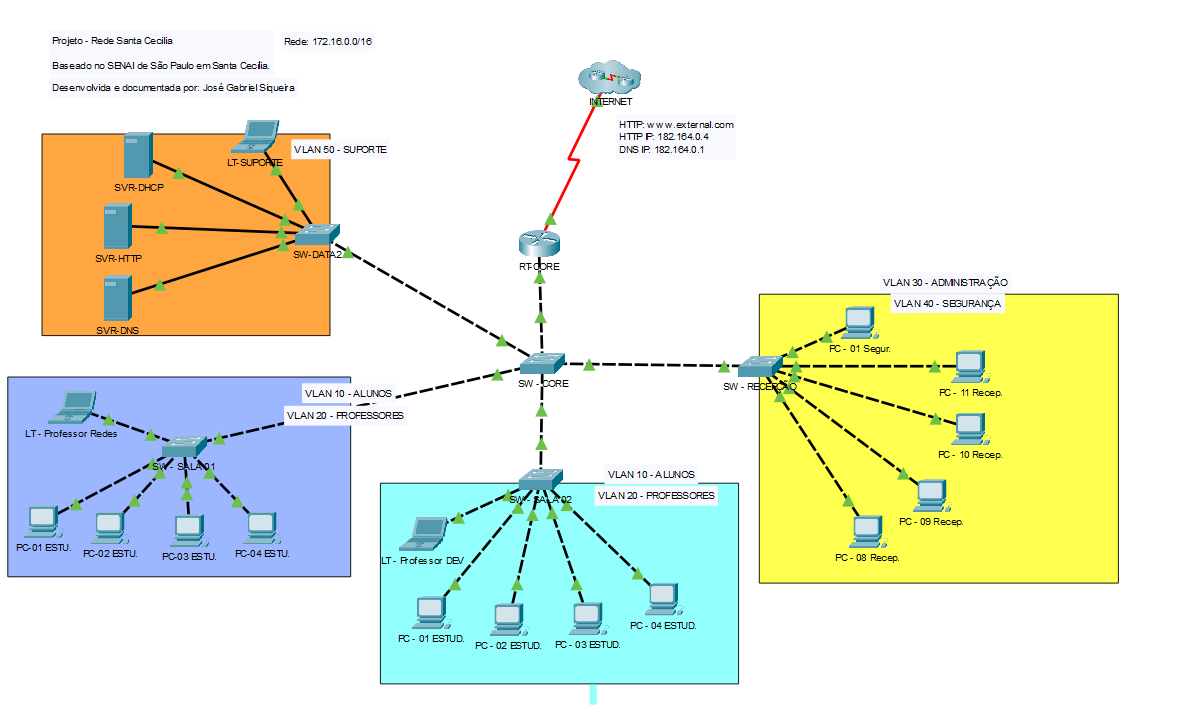 Projeto - Rede Santa Cecilia
Rede: 172.16.0.0/16
Baseado no SENAI de São Paulo em Santa Cecilia.
Desenvolvida e documentada por: José Gabriel Siqueira
INTERNET
HTTP: www.external.com
HTTP IP: 182.164.0.4
DNS IP: 182.164.0.1
VLAN 50 - SUPORTE
LT-SUPORTE
SVR-DHCP
SVR-HTTP
SW-DATA2
SVR-DNS
RT-CORE
VLAN 30 - ADMINISTRAÇÃO
VLAN 40 - SEGURANÇA
PC - 01 Segur.
SW - CORE
SW - RECEPÇÃO
PC - 11 Recep.
PC - 10 Recep.
PC - 09 Recep.
PC - 08 Recep.
VLAN 10 - ALUNOS
VLAN 20 - PROFESSORES
LT - Professor Redes
SW - SALA 01
PC-01 ESTU.
PC-02 ESTU.
PC-03 ESTU.
PC-04 ESTU.
VLAN 10 - ALUNOS
VLAN 20 - PROFESSORES
SW - SALA 02
LT - Professor DEV
PC - 01 ESTUD.
PC - 02 ESTUD.
PC - 03 ESTUD.
PC - 04 ESTUD.